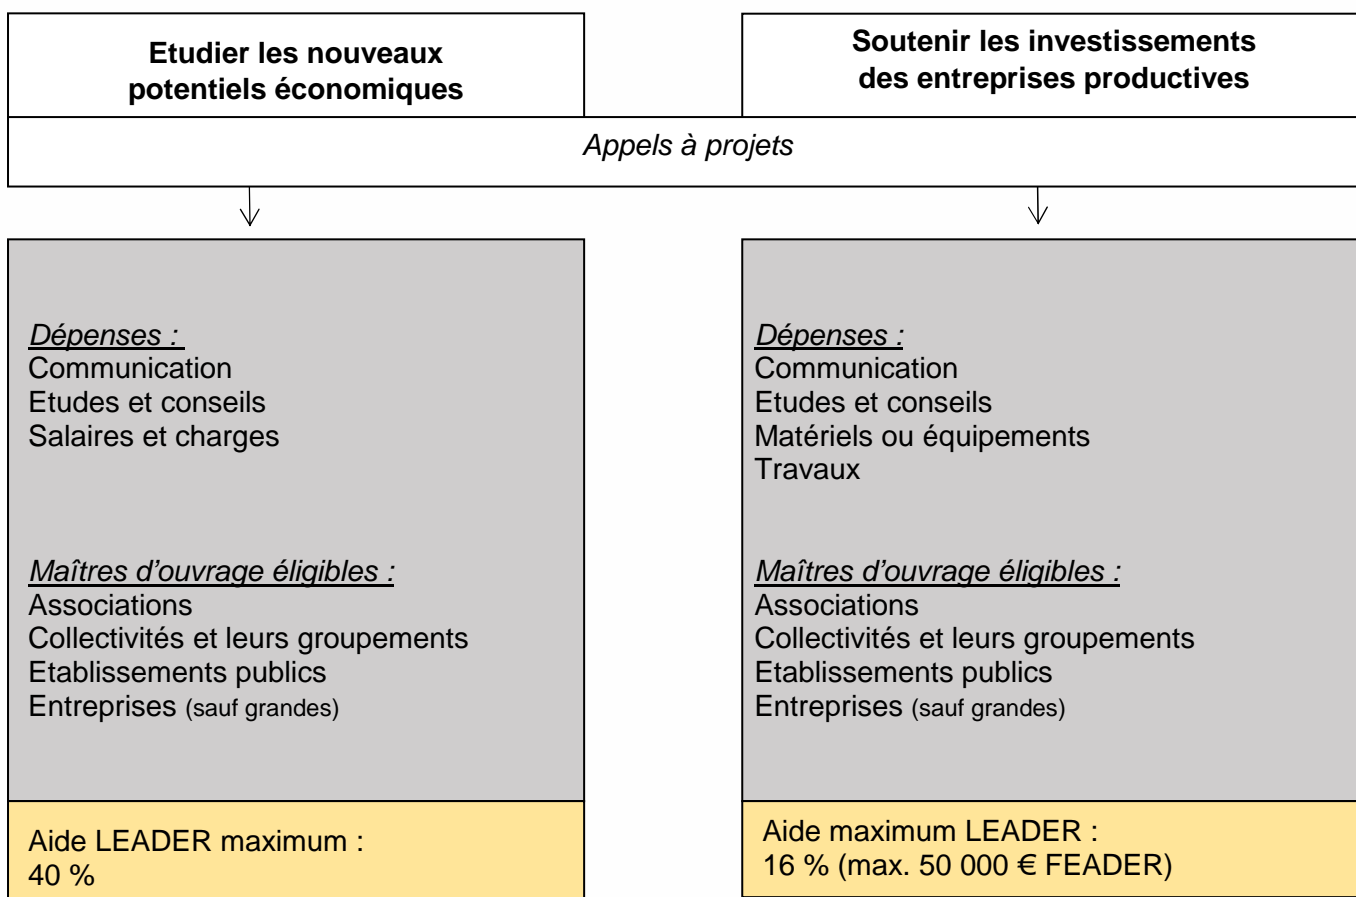 Etudier les nouveaux
potentiels économiques
Soutenir les investissements
des entreprises productives
Appels à projets
Dépenses :
Communication
Etudes et conseils
Salaires et charges
Maîtres d'ouvrage éligibles :
Associations
Collectivités et leurs groupements
Etablissements publics
Entreprises (sauf grandes)
Aide LEADER maximum :
40 %
Dépenses :
Communication
Etudes et conseils
Matériels ou équipements
Travaux
Maîtres d'ouvrage éligibles :
Associations
Collectivités et leurs groupements
Etablissements publics
Entreprises (sauf grandes)
Aide maximum LEADER :
16 % (max. 50 000 € FEADER)